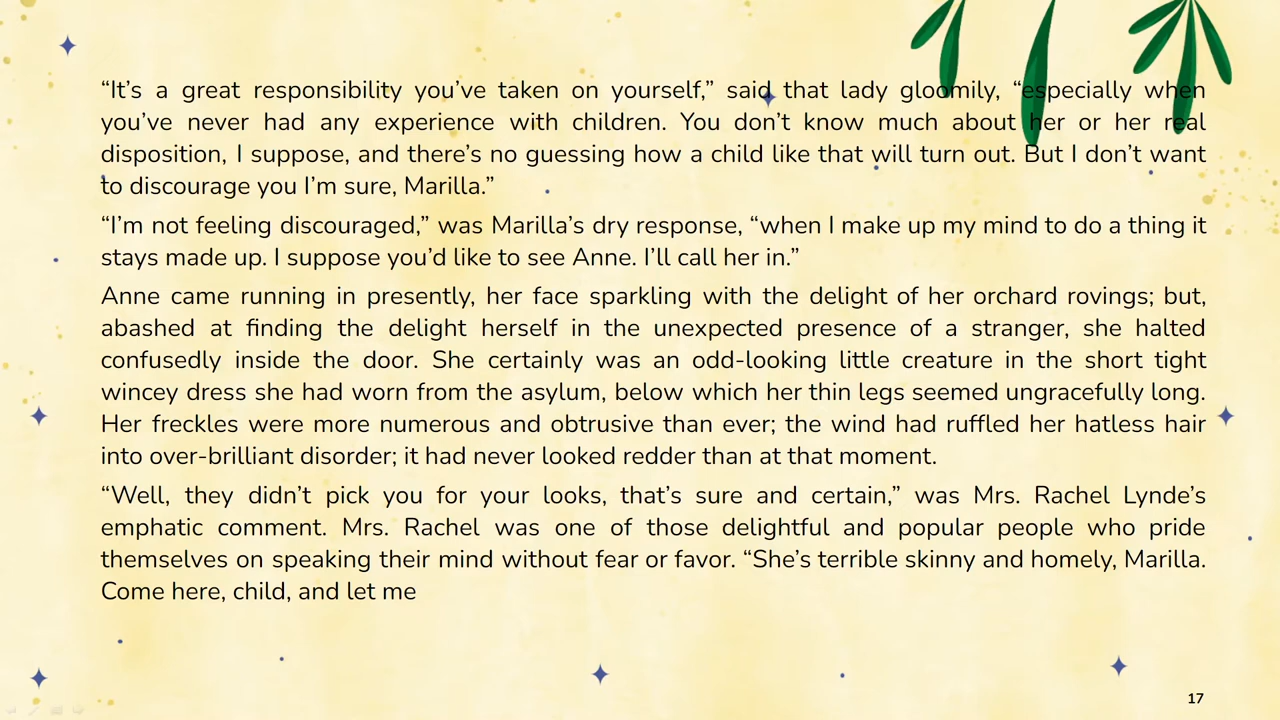 “It’s a great responsibility you’ve taken on yourself,” said that lady gloomily, “especially when
you’ve never had any experience with children. You don’t know much about her or her real
disposition, I suppose, and there’s no guessing how a child like that will turn out. But I don’t want
to discourage you I’m sure, Marilla.”
“I’m not feeling discouraged,” was Marilla’s dry response, “when I make up my mind to do a thing it
stays made up. I suppose you’d like to see Anne. I’ll call her in.”
Anne came running in presently, her face sparkling with the delight of her orchard rovings; but,
abashed at finding the delight herself in the unexpected presence of a stranger, she halted
confusedly inside the door. She certainly was an odd-looking little creature in the short tight
wincey dress she had worn from the asylum, below which her thin legs seemed ungracefully long.
Her freckles were more numerous and obtrusive than ever; the wind had ruffled her hatless hair
into over-brilliant disorder; it had never looked redder than at that moment.
“Well, they didn’t pick you for your looks, that’s sure and certain,” was Mrs. Rachel Lynde’s
emphatic comment. Mrs. Rachel was one of those delightful and popular people who pride
themselves on speaking their mind without fear or favor. “She’s terrible skinny and homely, Marilla.
Come here, child, and let me
17